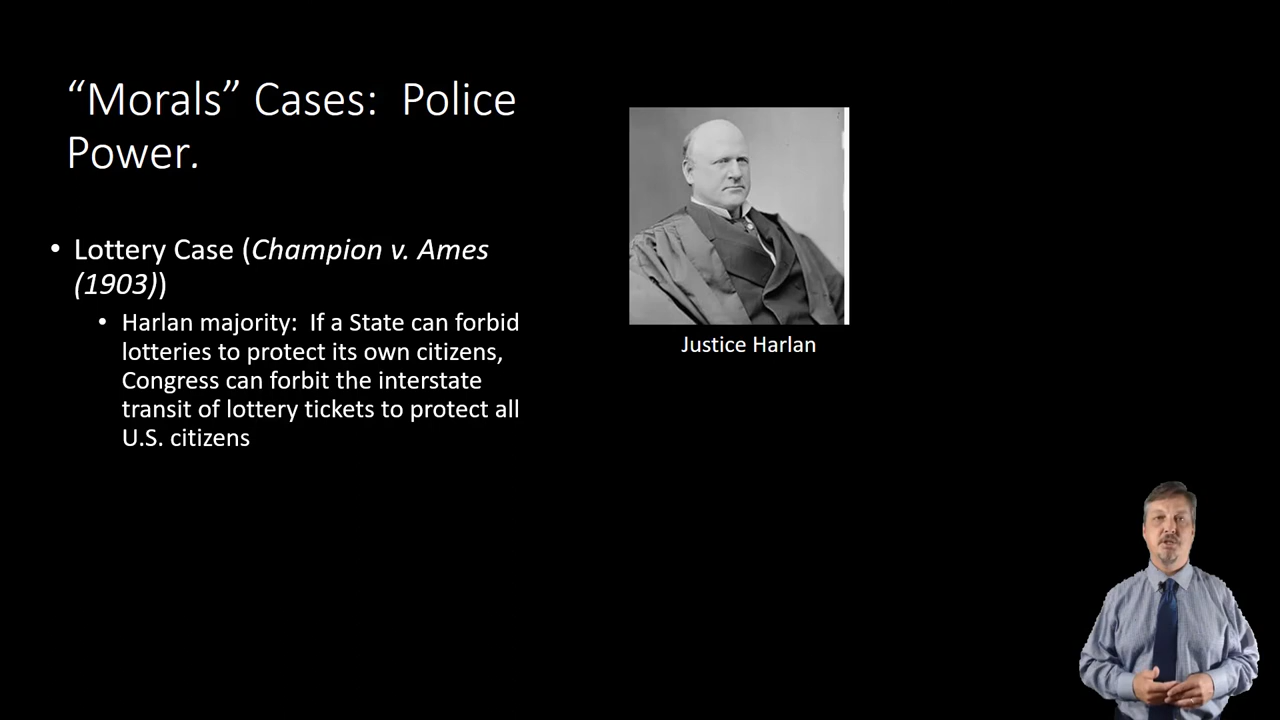 “Morals” Cases:  Police
Power.
• Lottery Case (Champion v. Ames
(1903))
• Harlan majority:  If a State can forbid
lotteries to protect its own citizens,
Congress can forbit the interstate
transit of lottery tickets to protect all
U.S. citizens
Justice Harlan